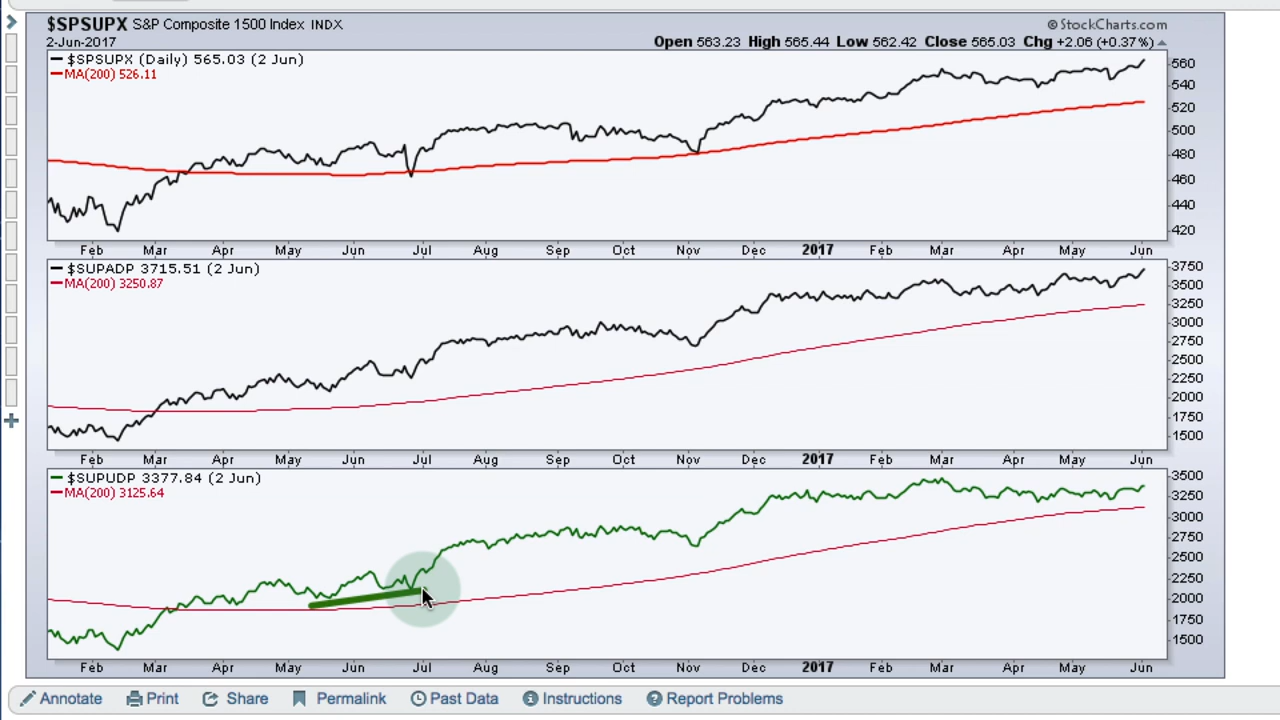 $SPSUPX S&P Composite 1500 Index INDX
© StockCharts.com
2-Jun-2017
Open 563.23 High 565.44 Low 562.42 Close 565.03 Chg +2.06 (+0.37%)
$SPSUPX (Daily) 565.03 (2 Jun)
MA(200) 526.11
560
540
520
500
480
460
440
420
Feb Mar Apr May Jun Jul Aug Sep Oct Nov Dec 2017 Feb Mar Apr May Jun
$SUPADP 3715.51 (2 Jun)
MA(200) 3250.87
3750
3500
3250
3000
2750
2500
2250
2000
1750
1500
Feb Mar Apr May Jun Jul Aug Sep Oct Nov Dec 2017 Feb Mar Apr May Jun
$SUPUDP 3377.84 (2 Jun)
MA(200) 3125.64
3500
3250
3000
2750
2500
2250
2000
1750
1500
Feb Mar Apr May Jun Jul Aug Sep Oct Nov Dec 2017 Feb Mar Apr May Jun
Annotate Print Share Permalink Past Data Instructions Report Problems